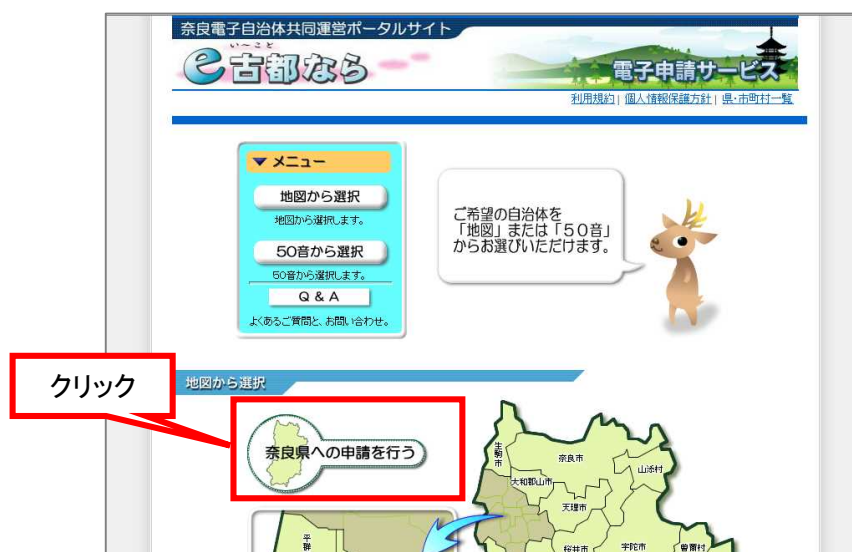 奈良電子自治体共同運営ポータルサイト
い~こと
e古都なら
電子申請サービス
利用規約 | 個人情報保護方針 | 県・市町村一覧
▼ メニュー
地図から選択
地図から選択します。
50音から選択
50音から選択します。
Q & A
よくあるご質問と、お問い合わせ。
ご希望の自治体を
「地図」または「50音」
からお選びいただけます。
クリック
地図から選択
奈良県への申請を行う
生駒市
奈良市
山添村
大和郡山市
天理市
平群
桜井市
宇陀市
曽爾村